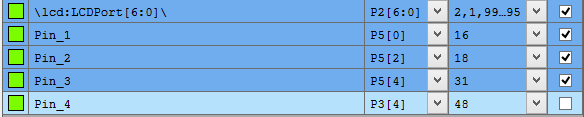 \lcd:LCDPort[6:0]\ P2[6:0] 2,1,99…95
Pin_1 P5[0] 16
Pin_2 P5[2] 18
Pin_3 P5[4] 31
Pin_4 P3[4] 48